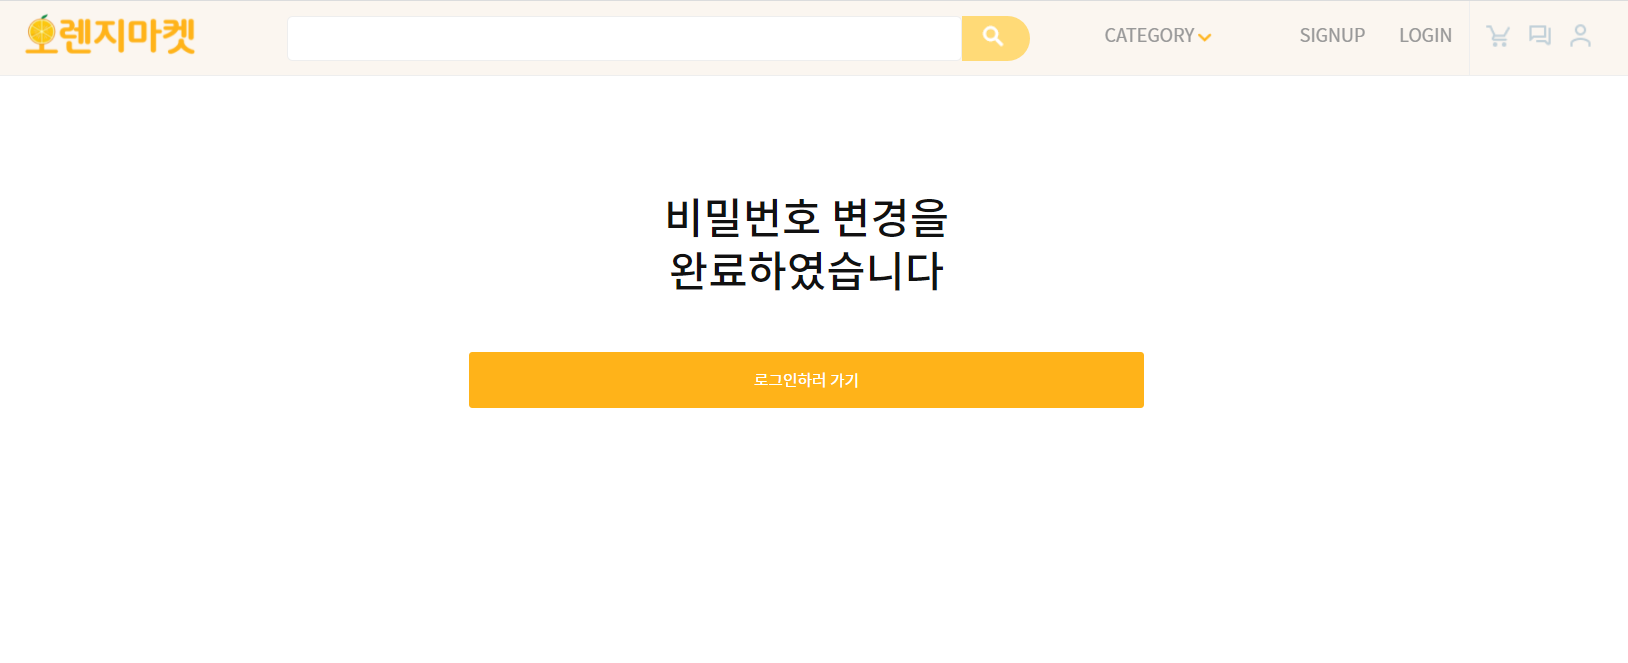 오렌지마켓
CATEGORY
SIGNUP
LOGIN
비밀번호 변경을
완료하였습니다
로그인하러 가기